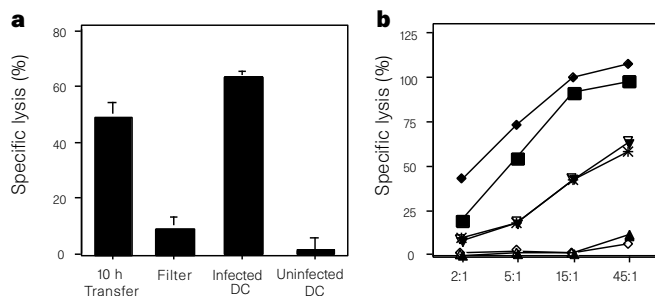 a
Specific lysis (%)
80
60
40
20
0
10 h Transfer
Filter
Infected DC
Uninfected DC
b
Specific lysis (%)
125
100
75
50
25
0
2:1
5:1
15:1
45:1